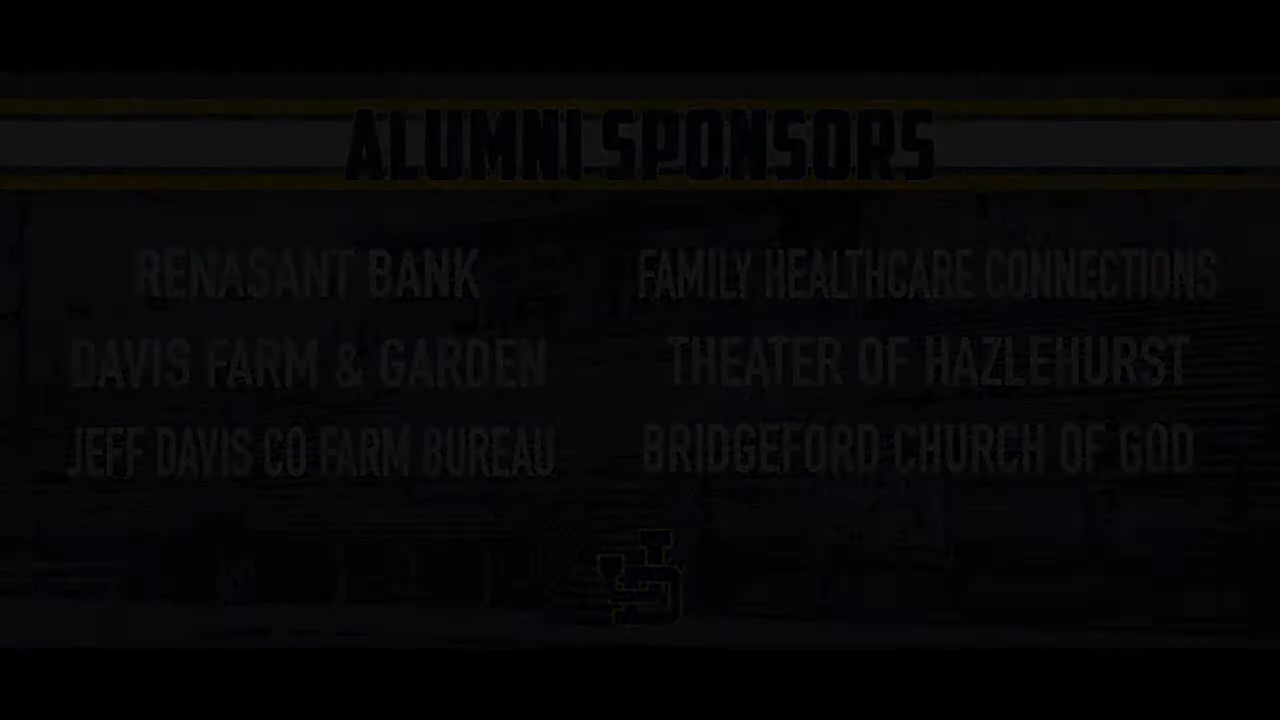 ALUMNI SPONSORS
RENASANT BANK
FAMILY HEALTHCARE CONNECTIONS
DAVIS FARM & GARDEN
THEATER OF HAZLEHURST
JEFF DAVIS CO FARM BUREAU
BRIDGEFORD CHURCH OF GOD
JD